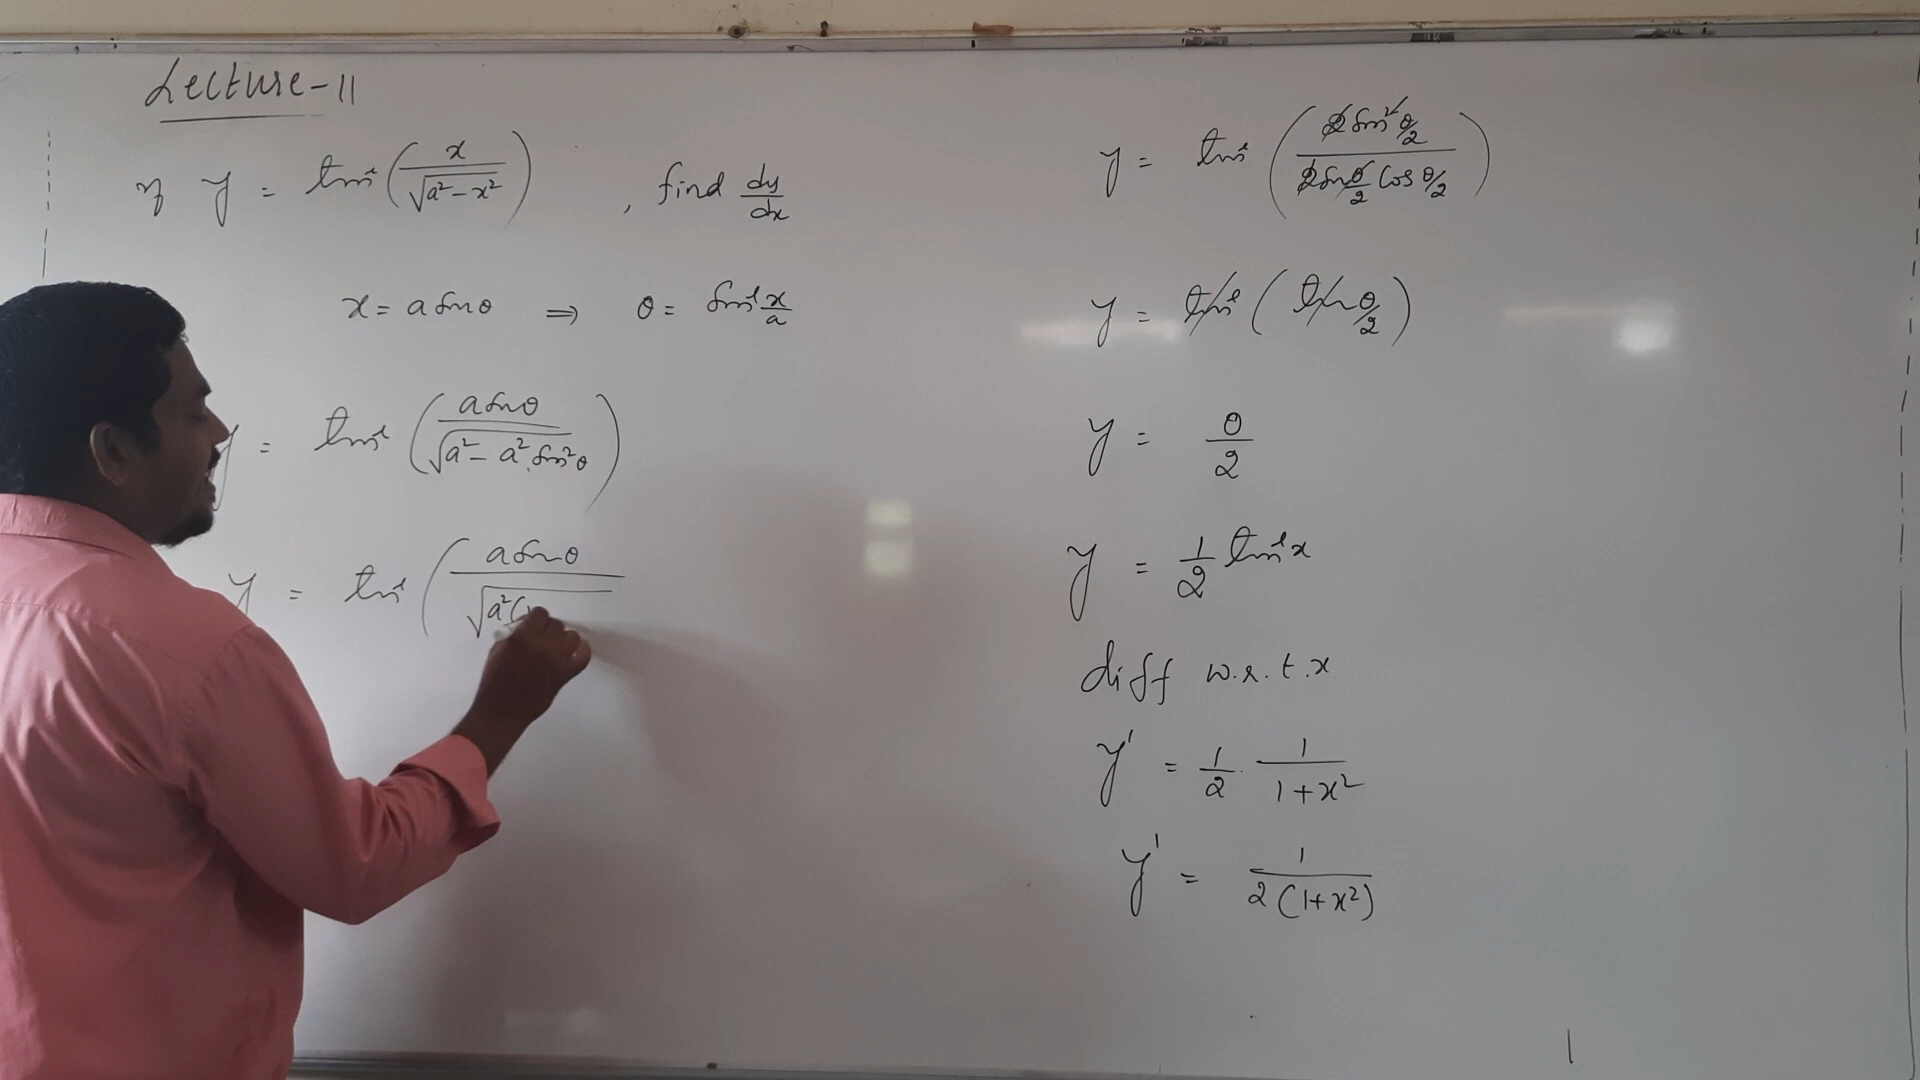 Lecture-11
If y = tan⁻¹(x/√(a²-x²)), find dy/dx
x = a sinθ ⇒ θ = sin⁻¹ x/a
y = tan⁻¹(a sinθ/√(a² - a².sin²θ))
y = tan⁻¹(a sinθ/√(a²(
y = tan⁻¹(2 sin² θ/2 / 2 sin θ/2 cos θ/2)
y = tan⁻¹(tan θ/2)
y = θ/2
y = 1/2 tan⁻¹ x
diff w.r.t.x
y' = 1/2 . 1/(1+x²)
y' = 1/(2(1+x²))